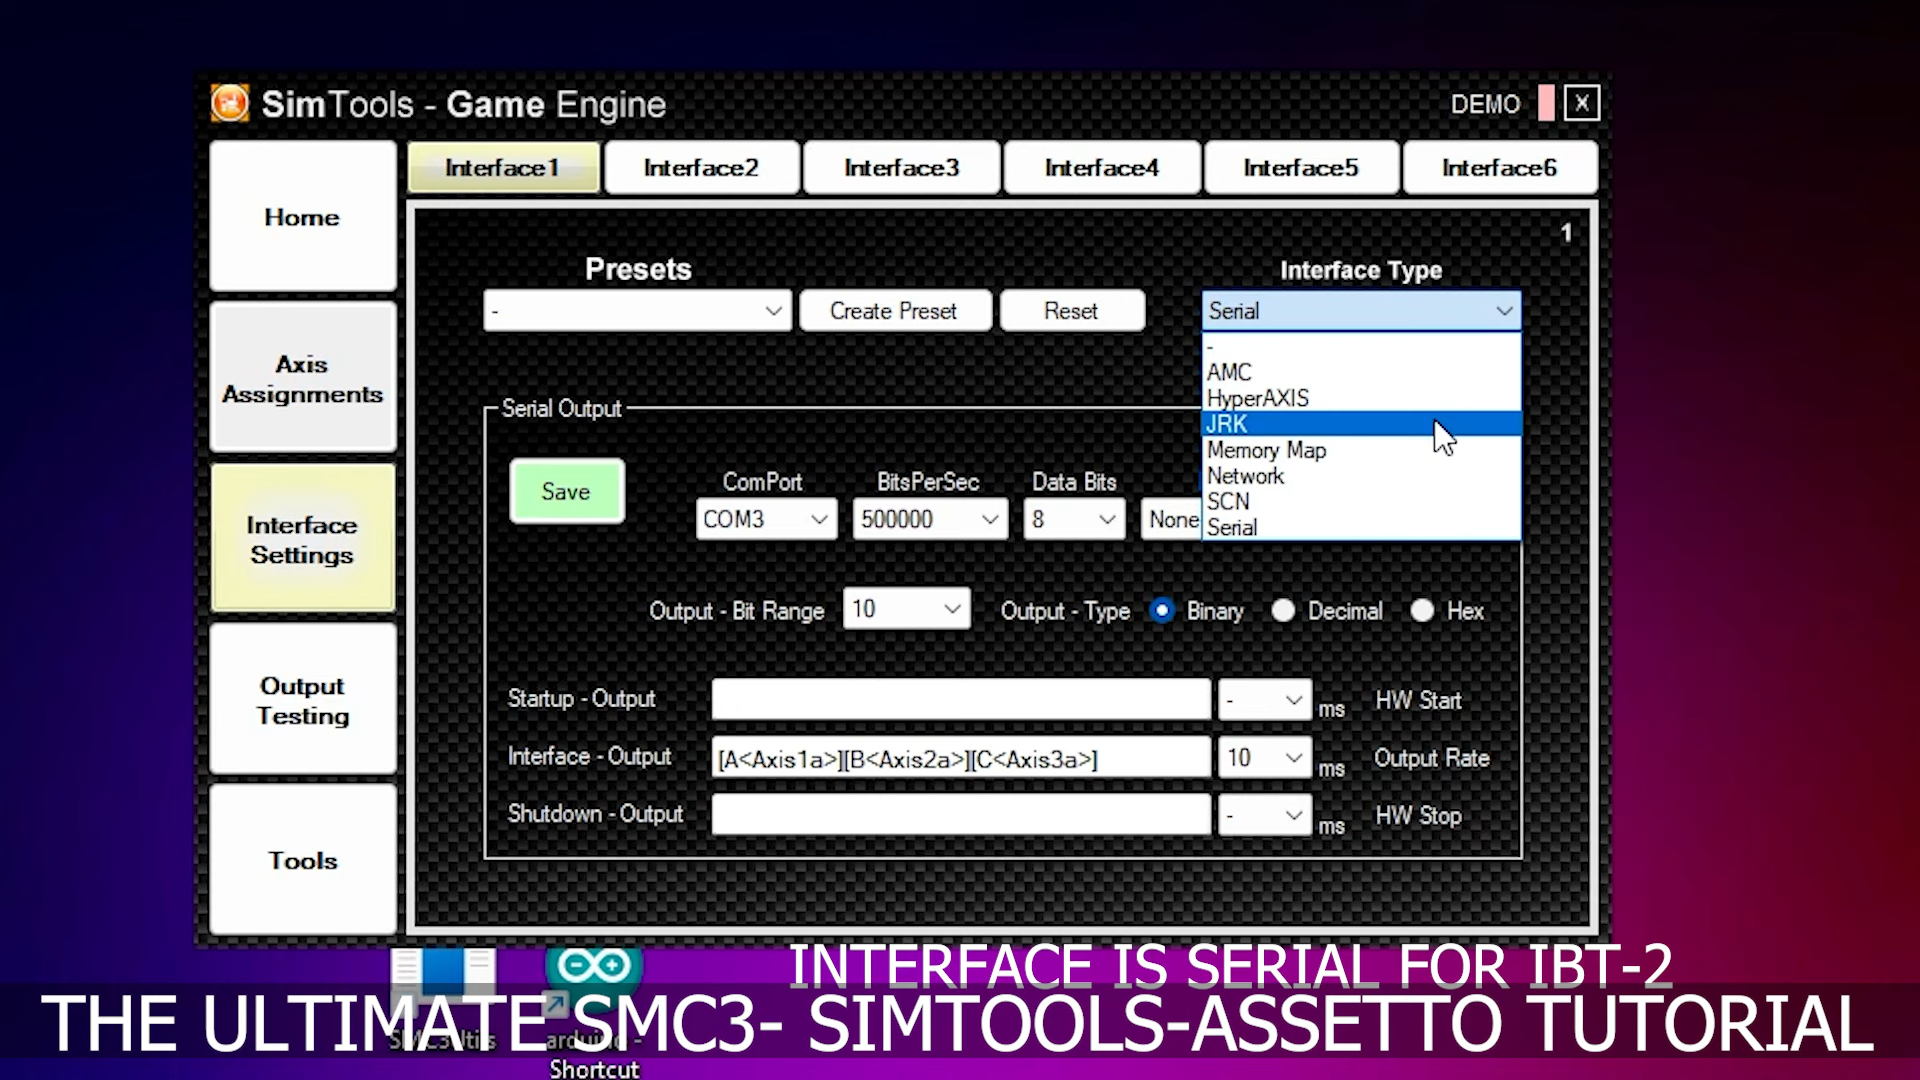 SimTools - Game Engine
DEMO
X
Interface1
Interface2
Interface3
Interface4
Interface5
Interface6
Home
Axis
Assignments
Interface
Settings
Output
Testing
Tools
1
Presets
Interface Type
-
Create Preset
Reset
Serial
-
AMC
HyperAXIS
JRK
Memory Map
Network
SCN
Serial
Serial Output
Save
ComPort
BitsPerSec
Data Bits
COM3
500000
8
None
Output - Bit Range
10
Output - Type
Binary
Decimal
Hex
Startup - Output
-
ms
HW Start
Interface - Output
[A<Axis1a>][B<Axis2a>][C<Axis3a>]
10
ms
Output Rate
Shutdown - Output
-
ms
HW Stop
INTERFACE IS SERIAL FOR IBT-2
THE ULTIMATE SMC3- SIMTOOLS-ASSETTO TUTORIAL
arduino -
Shortcut